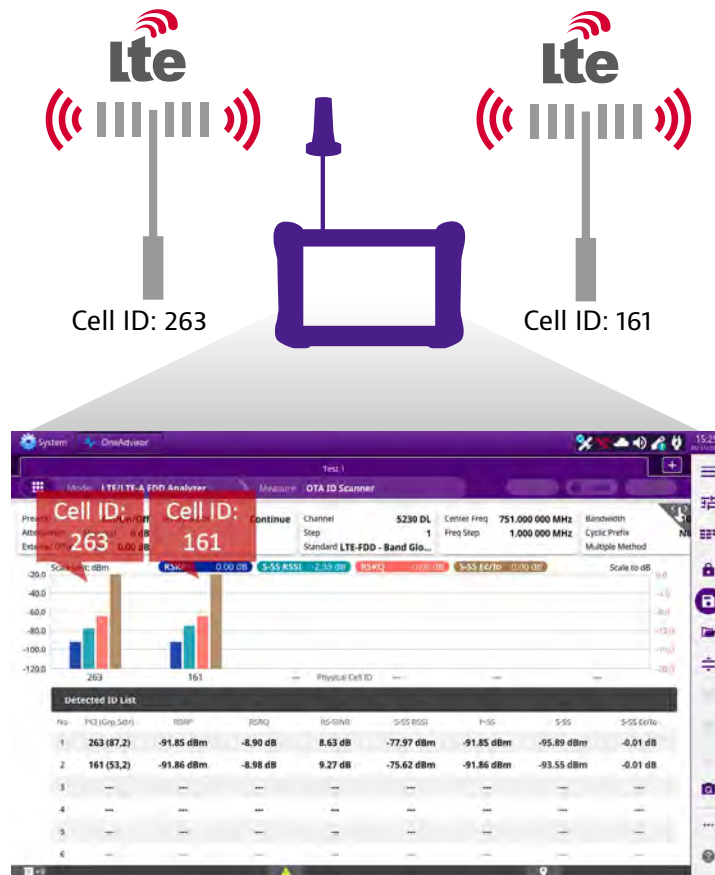 Lte
Lte
Cell ID: 263
Cell ID: 161
System OneAdvisor
15:25
Test 1
+
Mode LTE/LTE-A FDD Analyzer Measure OTA ID Scanner
Cell ID:
263
Cell ID:
161
Continue
0.00 dB
Channel 5230 DL
Step 1
Standard LTE-FDD - Band Glo...
Center Freq 751.000 000 MHz
Freq Step 1.000 000 MHz
Bandwidth
Cyclic Prefix
Multiple Method
dBm 0.00 dB S-SS RSSI -2.35 dB RSRQ S-SS Ec/Io 0.00 dB Scale to dB
-20.0
-40.0
-60.0
-80.0
-100.0
-120.0
263 161 --- Physical Cell ID --- --- ---
Detected ID List
No PCI (Grp,Sctr) RSRP RSRQ RS-SINR S-SS RSSI P-SS S-SS S-SS Ec/Io
1 263 (87,2) -91.85 dBm -8.90 dB 8.63 dB -77.97 dBm -91.85 dBm -95.89 dBm -0.01 dB
2 161 (53,2) -91.86 dBm -8.98 dB 9.27 dB -75.62 dBm -91.86 dBm -93.55 dBm -0.01 dB
3 --- --- --- --- --- --- --- ---
4 --- --- --- --- --- --- --- ---
5 --- --- --- --- --- --- --- ---
6 --- --- --- --- --- --- --- ---